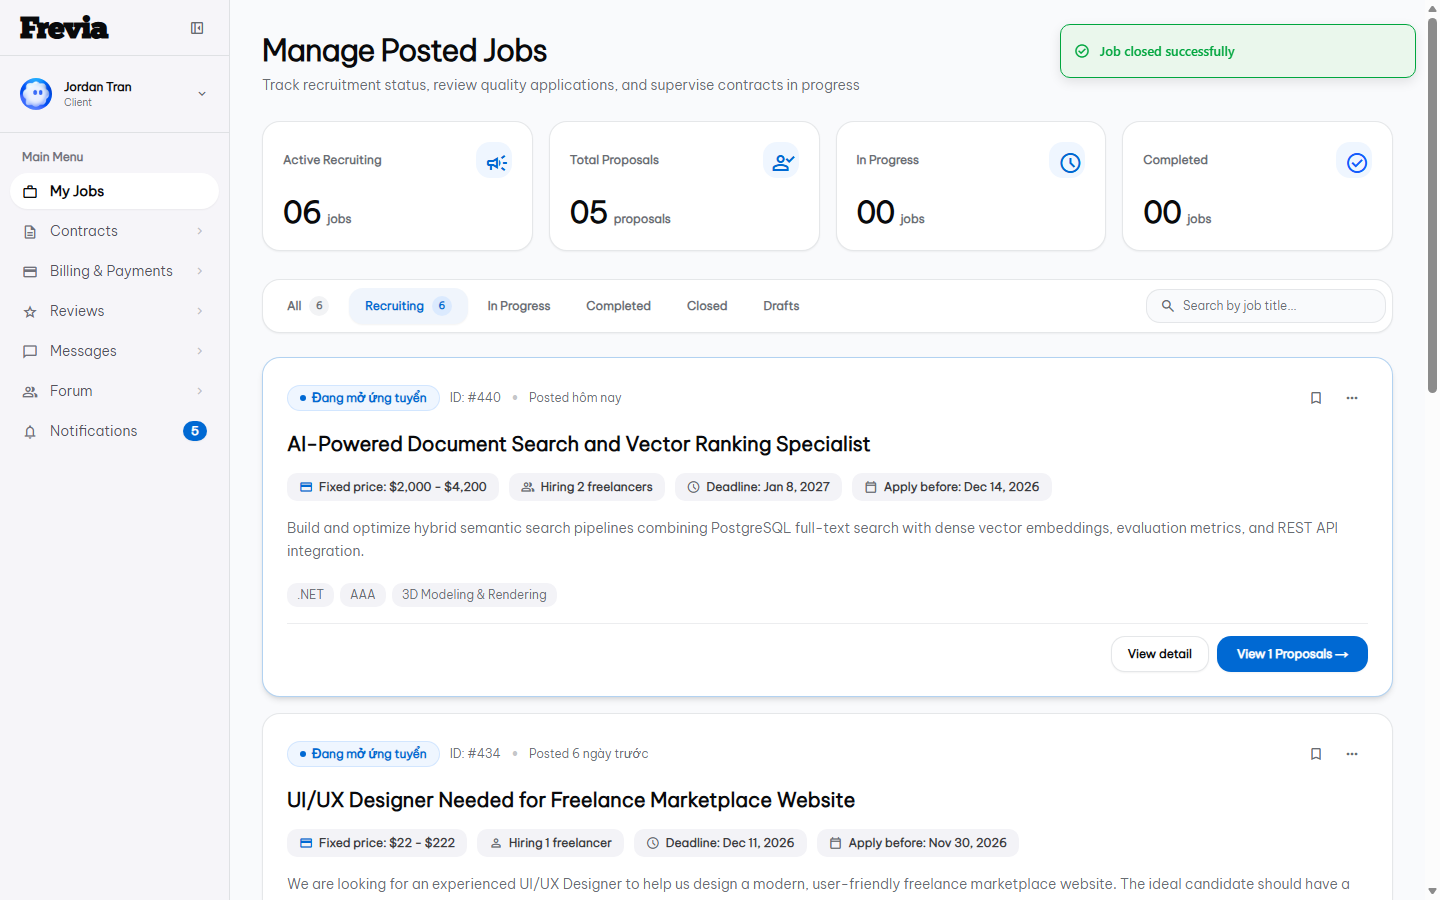 Frevia
Jordan Tran
Client
Main Menu
My Jobs
Contracts
Billing & Payments
Reviews
Messages
Forum
Notifications 5
Manage Posted Jobs
Track recruitment status, review quality applications, and supervise contracts in progress
Job closed successfully
Active Recruiting
06 jobs
Total Proposals
05 proposals
In Progress
00 jobs
Completed
00 jobs
All 6 Recruiting 6 In Progress Completed Closed Drafts Search by job title...
Đang mở ứng tuyển ID: #440 • Posted hôm nay
AI-Powered Document Search and Vector Ranking Specialist
Fixed price: $2,000 - $4,200 Hiring 2 freelancers Deadline: Jan 8, 2027 Apply before: Dec 14, 2026
Build and optimize hybrid semantic search pipelines combining PostgreSQL full-text search with dense vector embeddings, evaluation metrics, and REST API
integration.
.NET AAA 3D Modeling & Rendering
View detail View 1 Proposals →
Đang mở ứng tuyển ID: #434 • Posted 6 ngày trước
UI/UX Designer Needed for Freelance Marketplace Website
Fixed price: $22 - $222 Hiring 1 freelancer Deadline: Dec 11, 2026 Apply before: Nov 30, 2026
We are looking for an experienced UI/UX Designer to help us design a modern, user-friendly freelance marketplace website. The ideal candidate should have a